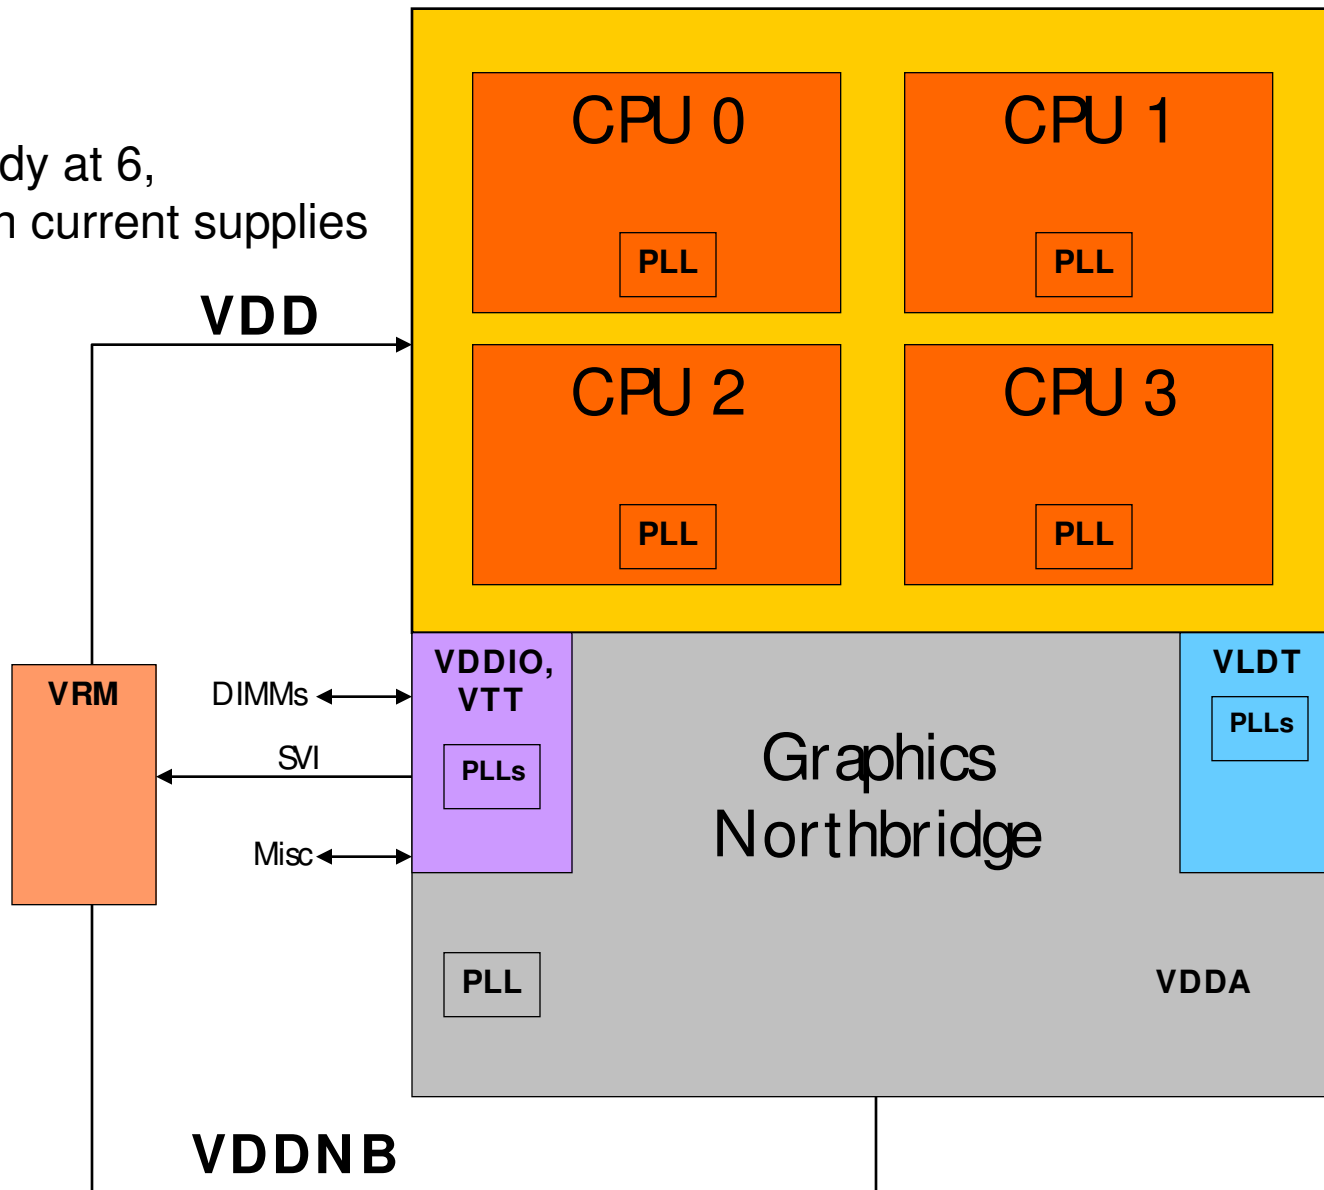 CPU 0
CPU 1
dy at 6,
n current supplies
PLL
PLL
VDD
CPU 2
CPU 3
PLL
PLL
VRM
DIMMs
VDDIO,
VTT
VLDT
PLLs
SVI
PLLs
Graphics
Northbridge
Misc
PLL
VDDA
VDDNB